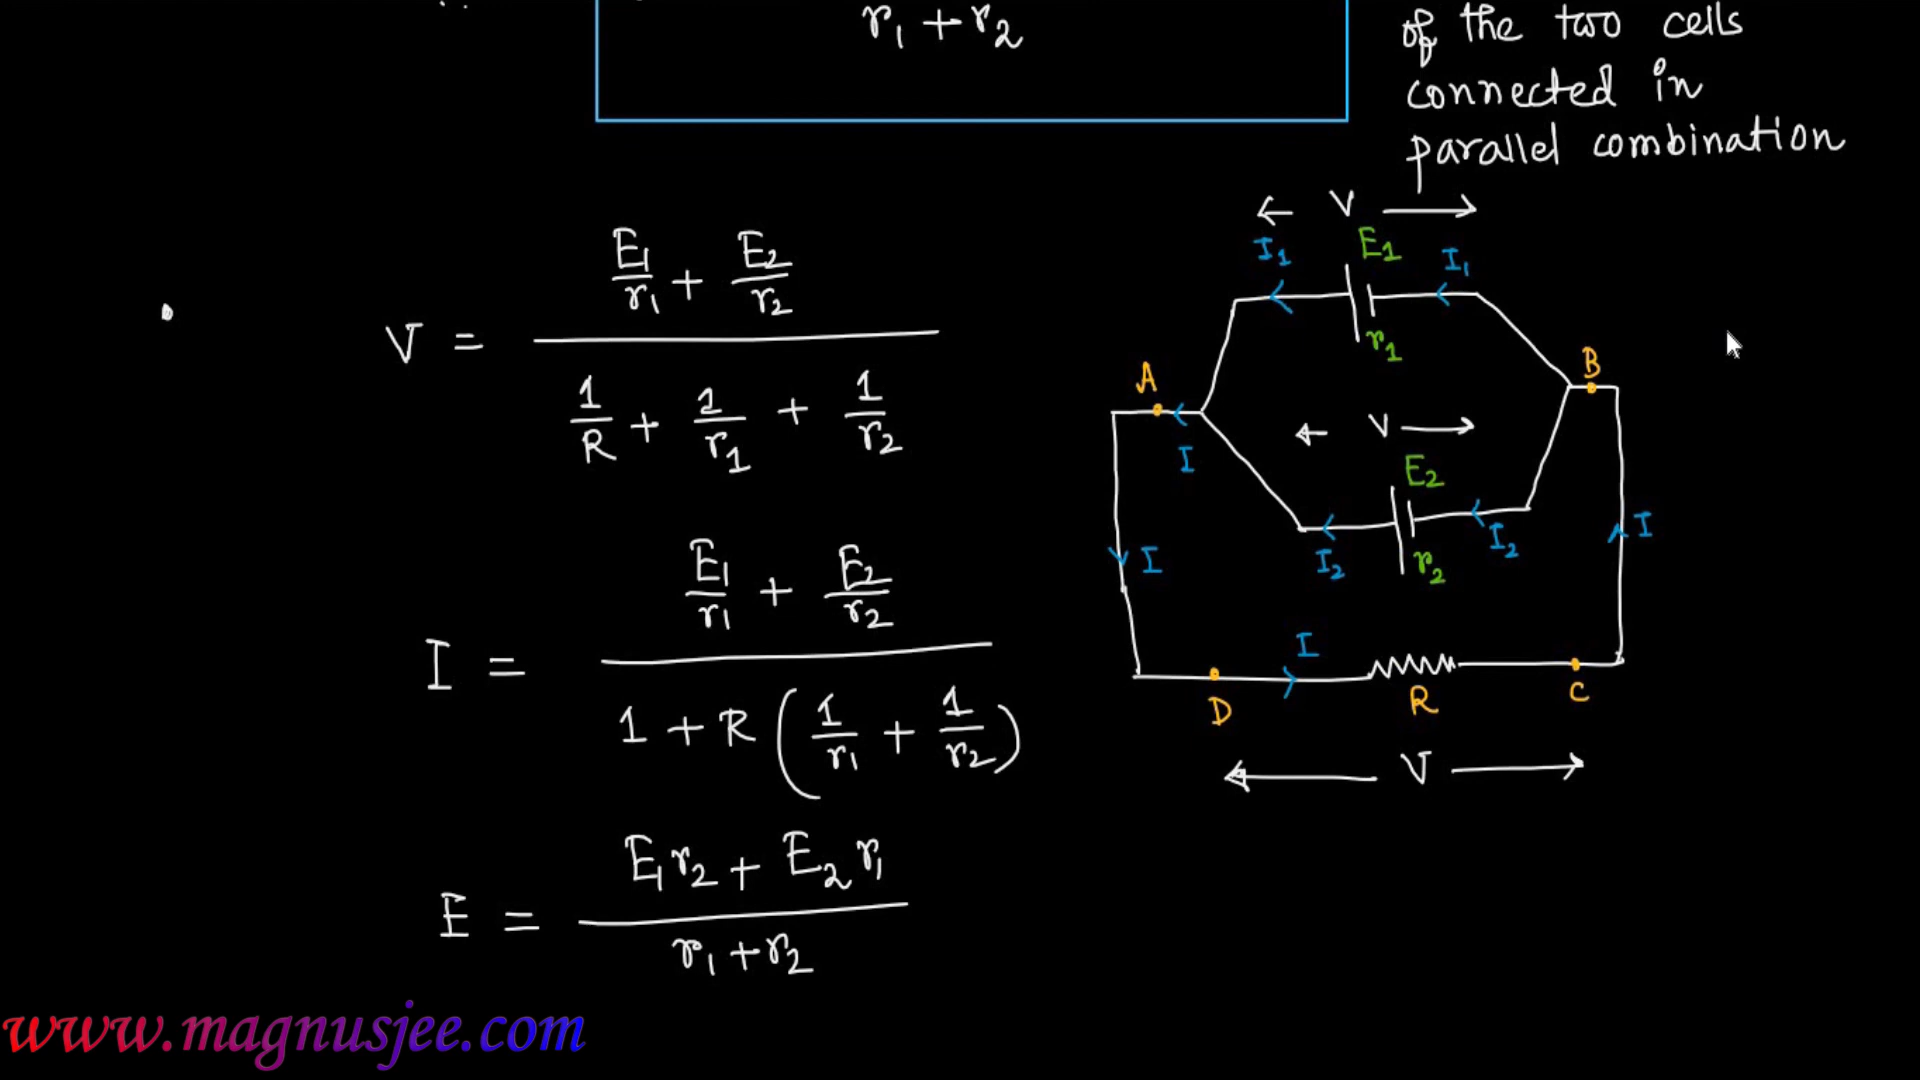 r₁ + r₂
of the two cells
connected in
parallel combination
V = (E₁/r₁ + E₂/r₂) / (1/R + 1/r₁ + 1/r₂)
I = (E₁/r₁ + E₂/r₂) / (1 + R (1/r₁ + 1/r₂))
E = (E₁r₂ + E₂r₁) / (r₁ + r₂)
← V →
I₁ E₁ I₁
r₁
A B
← V →
I E₂
I₂ r₂ I₂
I I
I
D R C
← V →
www.magnusjee.com